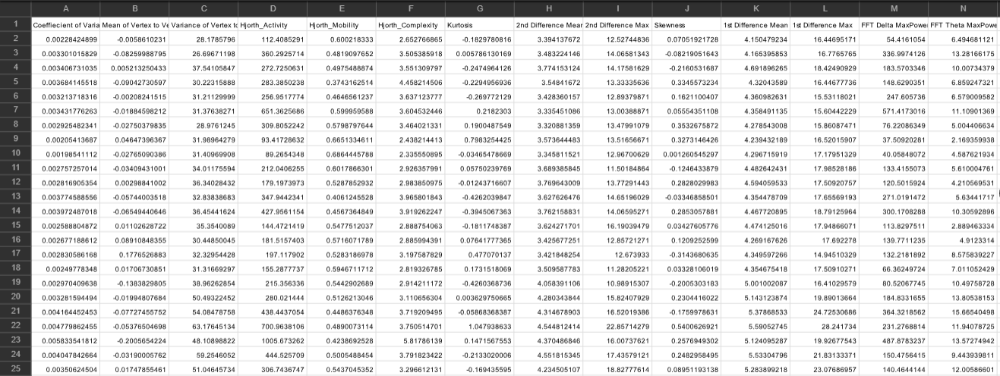 A B C D E F G H I J K L M N
1 Coeffiecient of Varia Mean of Vertex to Ve Variance of Vertex to Hjorth_Activity Hjorth_Mobility Hjorth_Complexity Kurtosis 2nd Difference Mear 2nd Difference Max Skewness 1st Difference Mean 1st Difference Max FFT Delta MaxPowe FFT Theta MaxPowe
2 0.00228424899 -0.0058610231 28.1785796 112.4085291 0.600218333 2.652766865 -0.1829780816 3.394137672 12.52744836 0.07051921728 4.150479234 16.44695171 54.4161054 6.494681121
3 0.003301015829 -0.08259988795 26.69671198 360.2925714 0.4819097652 3.505385918 0.005786130169 3.483224146 14.06581343 -0.08219051643 4.165395853 16.7765765 336.9974126 13.28166175
4 0.003406731035 0.005213250433 37.54105847 272.7250631 0.4975488874 3.551309797 -0.2474964126 3.774153124 14.17581629 -0.2160531687 4.691896265 18.42490929 183.5703346 10.00734379
5 0.003684145518 -0.09042730597 30.22315888 283.3850238 0.3743162514 4.458214506 -0.2294956936 3.54841672 13.33335636 0.3345573234 4.32043589 16.44677736 148.6290351 6.859247321
6 0.003213718316 -0.00208241515 31.21129999 256.9517774 0.4646561237 3.637123777 -0.269772129 3.428360157 12.89379871 0.1621100407 4.360982631 15.53118021 247.605736 6.579009582
7 0.003431776263 -0.01884598212 31.37638271 651.3625686 0.599959588 3.604532446 0.2182303 3.335451086 13.00388871 0.05554351108 4.358491135 15.60442229 571.4173016 11.10901369
8 0.002925482341 -0.02750379835 28.9761245 309.8052242 0.5798797644 3.464021331 0.1900487549 3.320881359 13.47991079 0.3532675872 4.278543008 15.86087471 76.22086349 5.004406634
9 0.00205413687 0.04647396367 31.98964279 93.41728632 0.6651334611 2.438214413 0.7983254425 3.573644483 13.51656671 0.3273146426 4.239432189 16.52015907 37.50920281 2.169359938
10 0.00198541112 -0.02765090386 31.40969908 89.2654348 0.6864445788 2.335550895 -0.03465478669 3.345811521 12.96700629 0.001260545297 4.296715919 17.17951329 40.05848072 4.587621934
11 0.002757257014 -0.03409431001 34.01175594 212.0406255 0.6017866301 2.926357991 0.05750239769 3.689385845 11.50184864 -0.1246433879 4.482642431 17.98528186 133.4155073 5.610004761
12 0.002816905354 0.00298841002 36.34028432 179.1973973 0.5287852932 2.983850975 -0.01243716607 3.769643009 13.77291443 0.2828029983 4.594059533 17.50920757 120.5015924 4.210569531
13 0.003774588556 -0.05744003518 32.83838683 347.9442341 0.4061245528 3.965801843 -0.4262039847 3.627626476 14.65196029 -0.03346858501 4.354478709 17.65569193 271.0191472 5.63441717
14 0.003972487018 -0.06549440646 36.45441624 427.9561154 0.4567364849 3.919262247 -0.3945067363 3.762158831 14.06595271 0.2853057881 4.467720895 18.79125964 300.1708288 10.30592896
15 0.002588804872 0.01102628722 35.3540089 144.4721419 0.5477512037 2.888754063 -0.1811748387 3.624271701 16.19039479 0.03427605776 4.474125016 17.94866071 113.8297511 2.889463334
16 0.002677188612 0.08910848355 30.44850045 181.5157403 0.5716071789 2.885994391 0.07641777365 3.425677251 12.85721271 0.1209252599 4.269167626 17.692278 139.7711235 4.9123314
17 0.002830586168 0.1776526883 32.32954428 197.117902 0.5283186978 3.197587829 0.477070137 3.421848254 12.673933 -0.3143680635 4.349597266 14.94510329 132.2181892 8.575839227
18 0.00249778348 0.01706730851 31.31669297 155.2877737 0.5946711712 2.819326785 0.1731518069 3.509587783 11.28205221 0.03328106019 4.354675418 17.50910271 66.36249724 7.011052429
19 0.002970409638 -0.1383829805 38.96262854 215.356336 0.5442902689 2.914211172 -0.4260368736 4.058391106 10.98915307 -0.2005303183 5.001002087 16.41029579 80.52067745 10.49758728
20 0.003281594494 -0.01994807684 50.49322452 280.021444 0.5126213046 3.110656304 0.003629750665 4.280343844 15.82407929 0.2304416022 5.143123874 19.89013664 184.8331655 13.80538153
21 0.004164452453 -0.07727455752 54.08478758 438.4437054 0.4486376348 3.719209495 -0.05868368387 4.314678903 16.52019386 -0.1759978631 5.37868533 24.72530686 364.3218562 15.66540498
22 0.004779862455 -0.05376504698 63.17645134 700.9638106 0.4890073114 3.750514701 1.047938633 4.544812414 22.85714279 0.5400626921 5.59052745 28.241734 231.2768814 11.94078725
23 0.005833541812 -0.2005654224 48.10898822 1005.673262 0.4238692528 5.81786139 0.1471567553 4.370486846 16.00737621 0.2576949302 5.124095287 19.92677543 487.8783237 13.57274942
24 0.004047842664 -0.03190005762 59.2546052 444.525709 0.5005488454 3.791823422 -0.2133020006 4.551815345 17.43579121 0.2482958495 5.53304796 21.83133371 150.4756415 9.443939811
25 0.00350624504 0.01747855461 51.04645734 306.7436747 0.5437045352 3.296612131 -0.169435595 4.234505107 18.82777614 0.08951193138 5.283899218 23.07686957 140.4644144 12.00586601